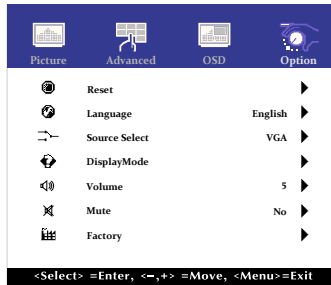 Picture Advanced OSD Option
Reset
Language English
Source Select VGA
DisplayMode
Volume 5
Mute No
Factory
<Select> =Enter, <−,+> =Move, <Menu>=Exit